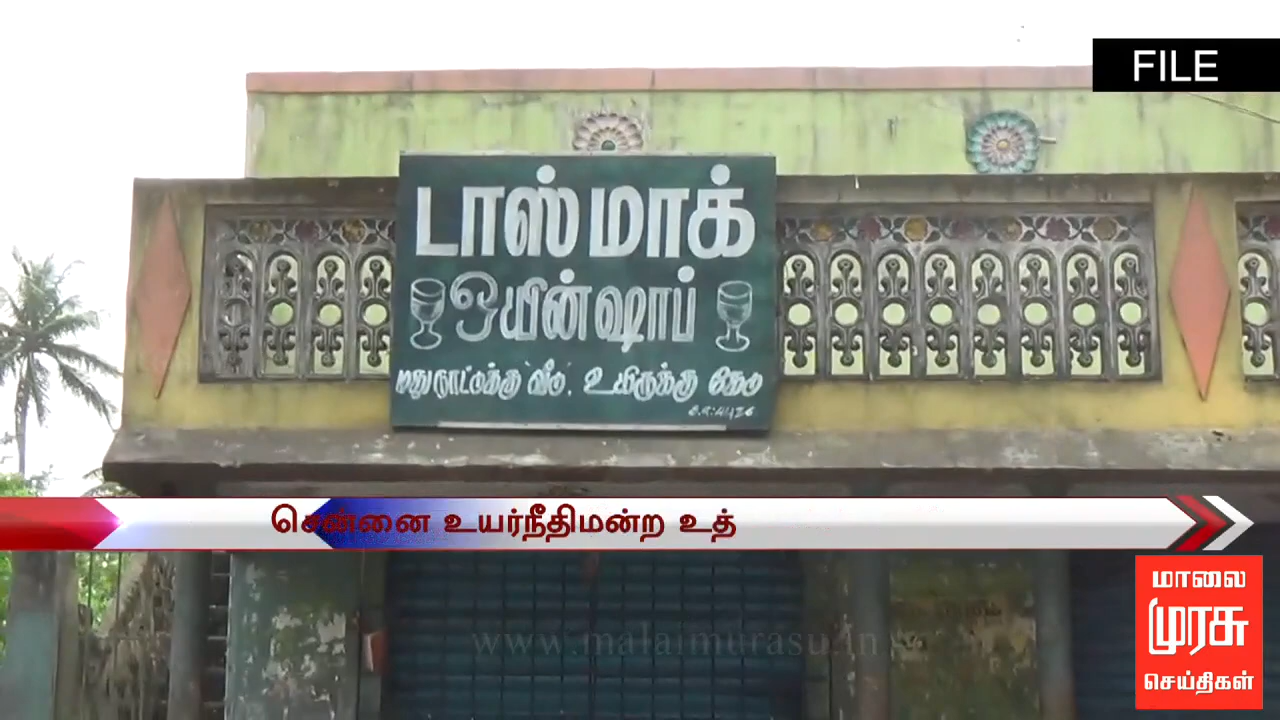 FILE
டாஸ்மாக்
ஒயின்ஷாப்
மது நாட்டுக்கு வீடு, உயிருக்கு கேடு
சென்னை உயர்நீதிமன்ற உத்
மாலை
முரசு
செய்திகள்
www.malaimurasu.in